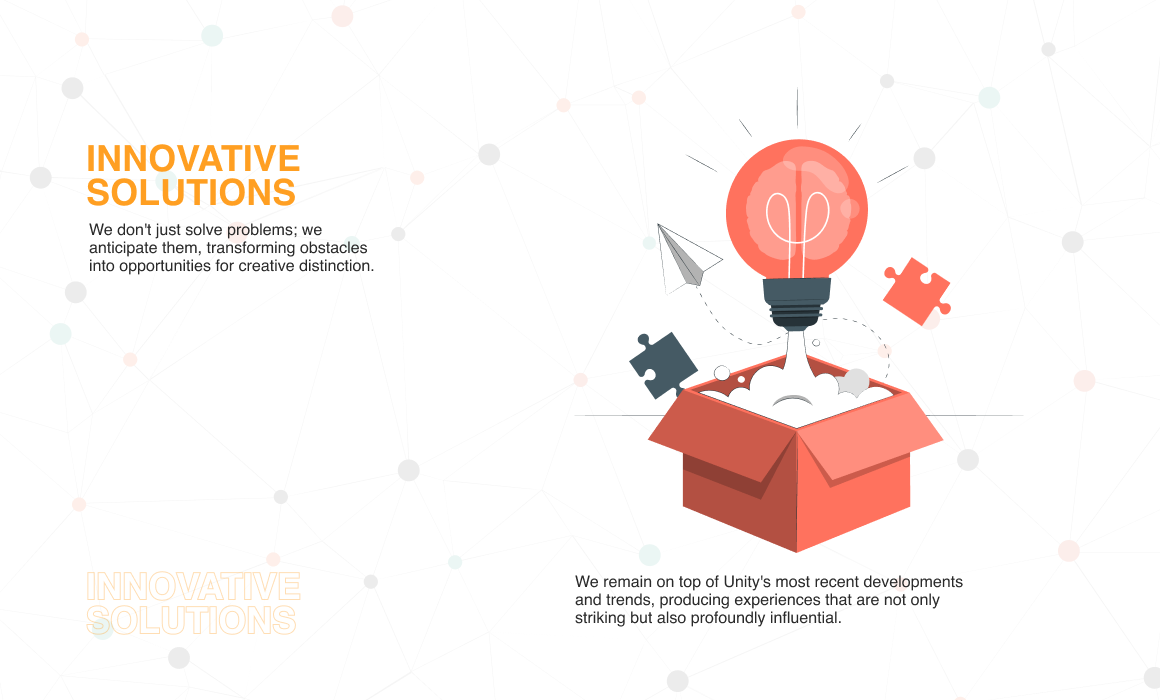 INNOVATIVE
SOLUTIONS
We don't just solve problems; we
anticipate them, transforming obstacles
into opportunities for creative distinction.
INNOVATIVE
SOLUTIONS
We remain on top of Unity's most recent developments
and trends, producing experiences that are not only
striking but also profoundly influential.